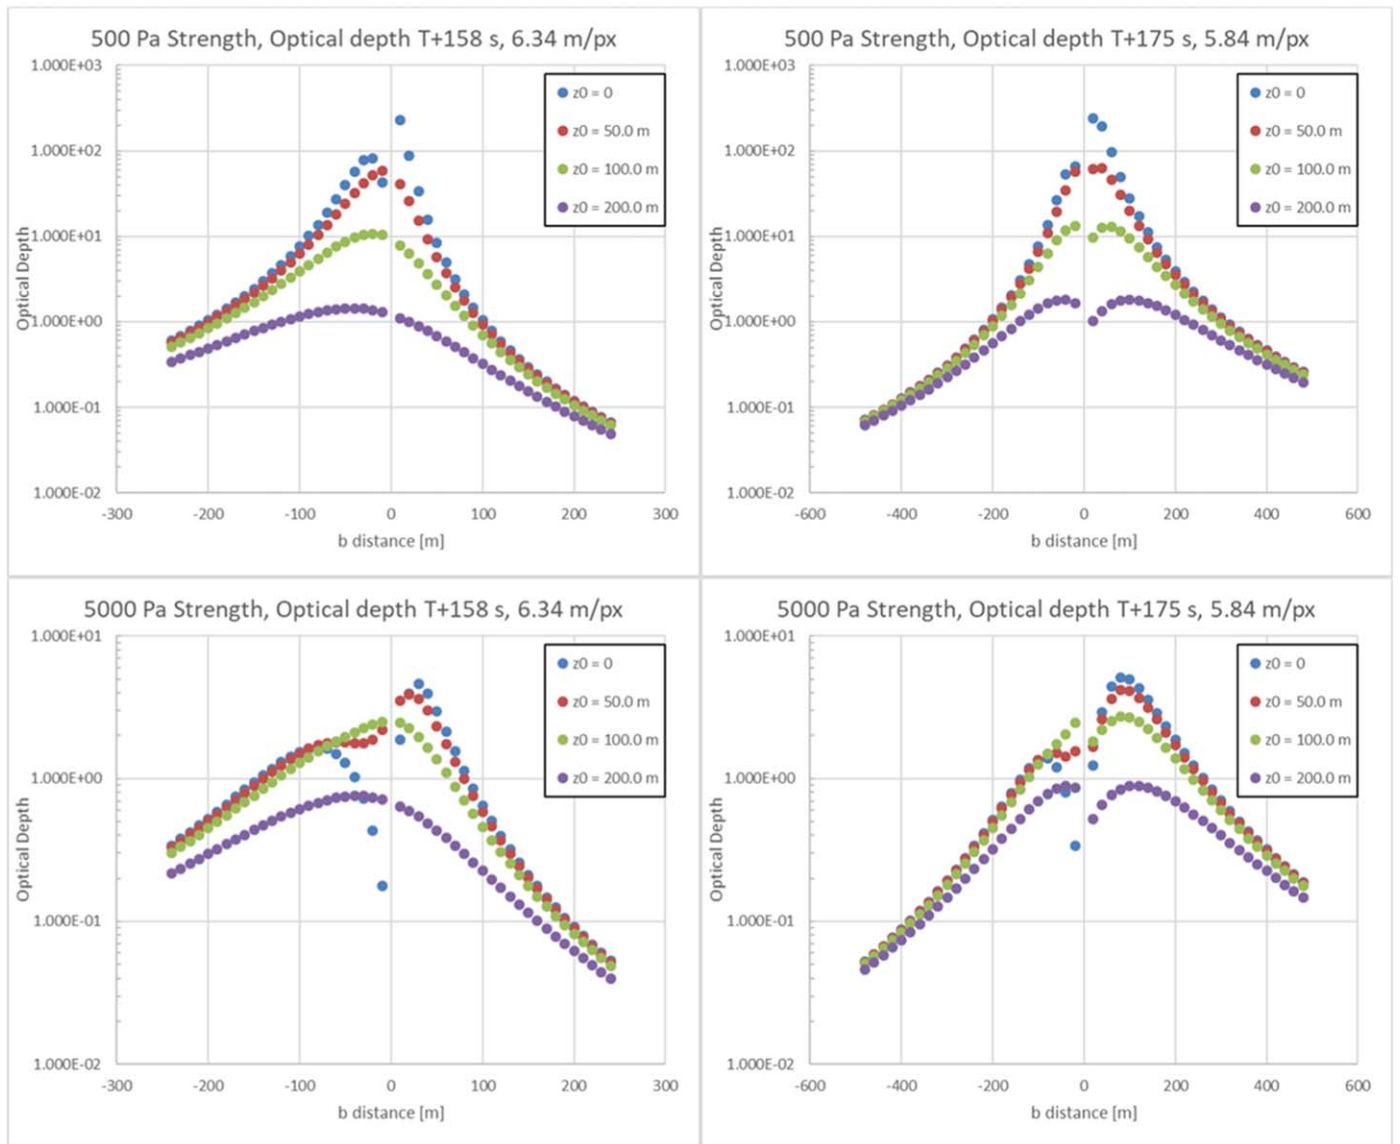 500 Pa Strength, Optical depth T+158 s, 6.34 m/px
1.000E+03
1.000E+02
1.000E+01
1.000E+00
1.000E-01
1.000E-02
Optical Depth
-300 -200 -100 0 100 200 300
b distance [m]
z0 = 0
z0 = 50.0 m
z0 = 100.0 m
z0 = 200.0 m
500 Pa Strength, Optical depth T+175 s, 5.84 m/px
1.000E+03
1.000E+02
1.000E+01
1.000E+00
1.000E-01
1.000E-02
Optical Depth
-600 -400 -200 0 200 400 600
b distance [m]
z0 = 0
z0 = 50.0 m
z0 = 100.0 m
z0 = 200.0 m
5000 Pa Strength, Optical depth T+158 s, 6.34 m/px
1.000E+01
1.000E+00
1.000E-01
1.000E-02
Optical Depth
-300 -200 -100 0 100 200 300
b distance [m]
z0 = 0
z0 = 50.0 m
z0 = 100.0 m
z0 = 200.0 m
5000 Pa Strength, Optical depth T+175 s, 5.84 m/px
1.000E+01
1.000E+00
1.000E-01
1.000E-02
Optical Depth
-600 -400 -200 0 200 400 600
b distance [m]
z0 = 0
z0 = 50.0 m
z0 = 100.0 m
z0 = 200.0 m